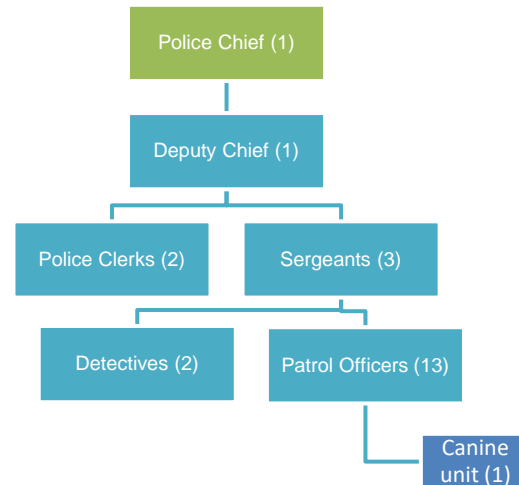 Police Chief (1)
Deputy Chief (1)
Police Clerks (2)
Sergeants (3)
Detectives (2)
Patrol Officers (13)
Canine
unit (1)